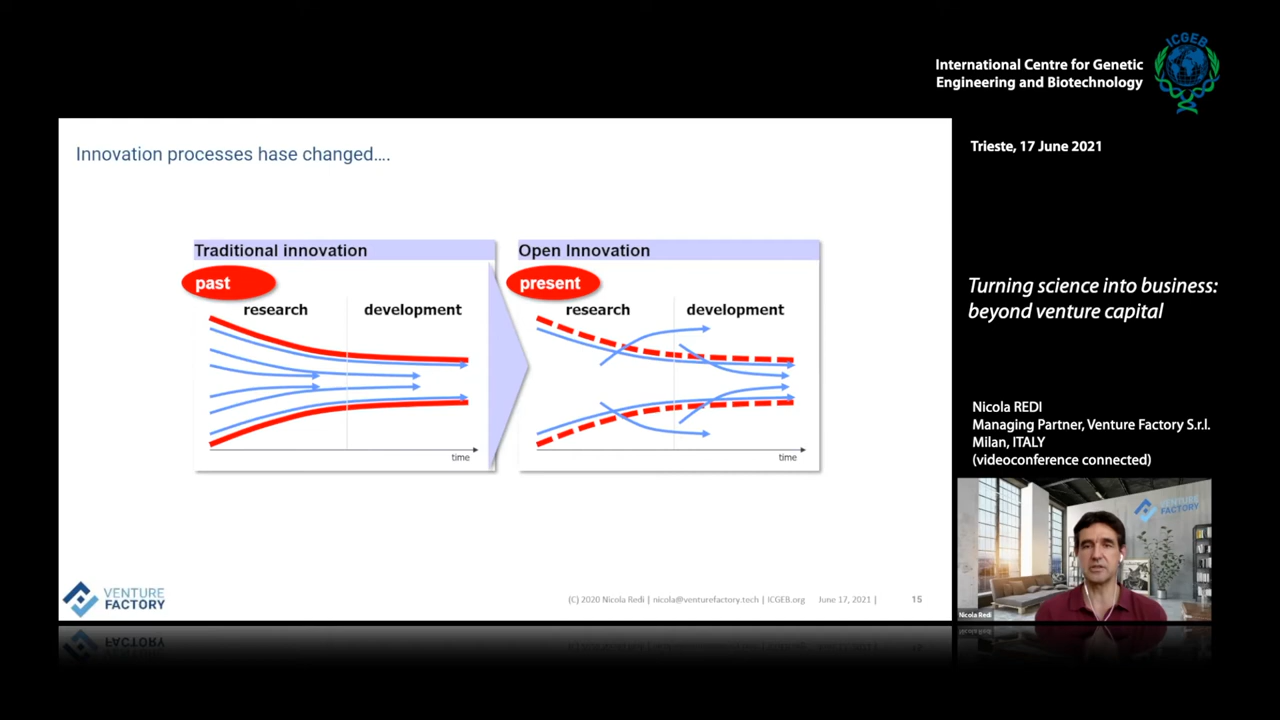 ICGEB
International Centre for Genetic
Engineering and Biotechnology
Trieste, 17 June 2021
Innovation processes hase changed....
Traditional innovation
past
research development
time
Open Innovation
present
research development
time
Turning science into business:
beyond venture capital
Nicola REDI
Managing Partner, Venture Factory S.r.l.
Milan, ITALY
(videoconference connected)
VENTURE
FACTORY
Nicola Redi
VENTURE
FACTORY
(C) 2020 Nicola Redi | nicola@venturefactory.tech | ICGEB.org June 17, 2021 | 15